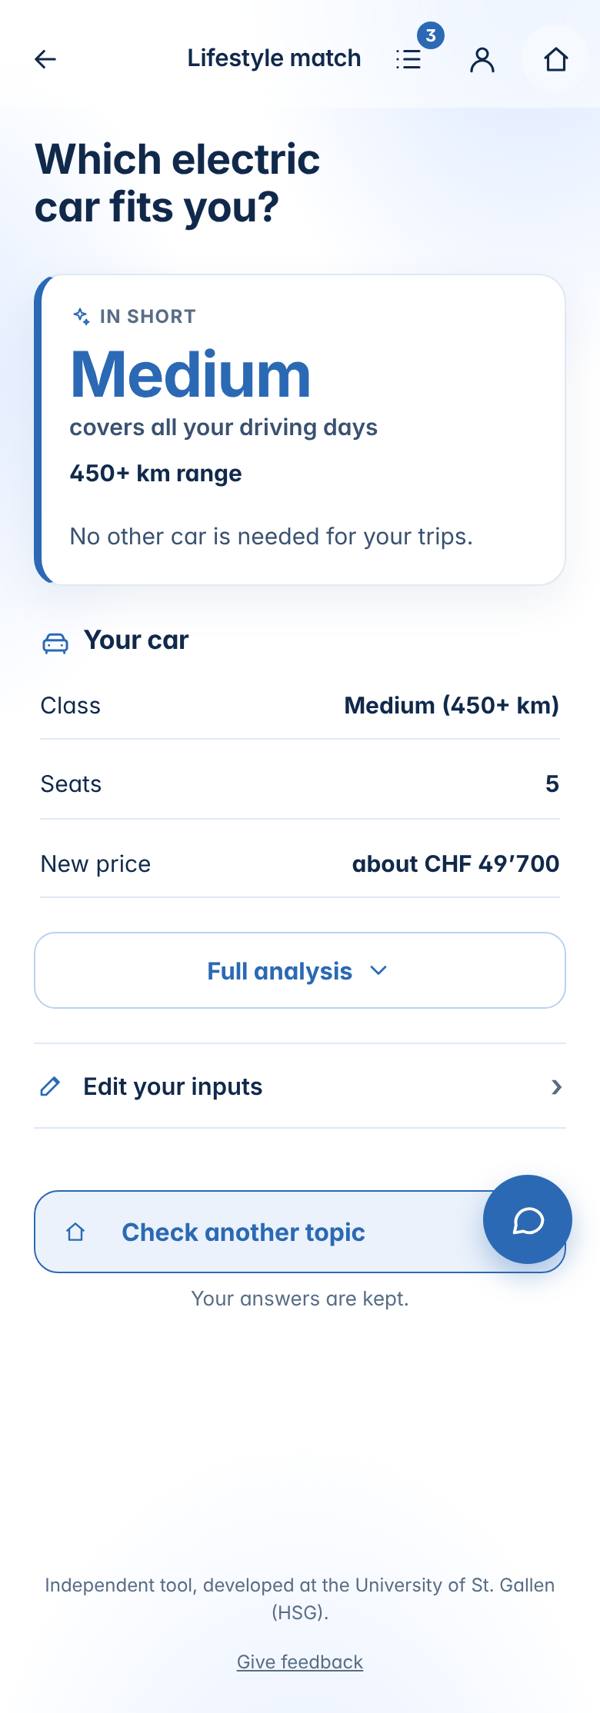 3
Lifestyle match
Which electric
car fits you?
IN SHORT
Medium
covers all your driving days
450+ km range
No other car is needed for your trips.
Your car
Class Medium (450+ km)
Seats 5
New price about CHF 49’700
Full analysis
Edit your inputs
Check another topic
Your answers are kept.
Independent tool, developed at the University of St. Gallen
(HSG).
Give feedback